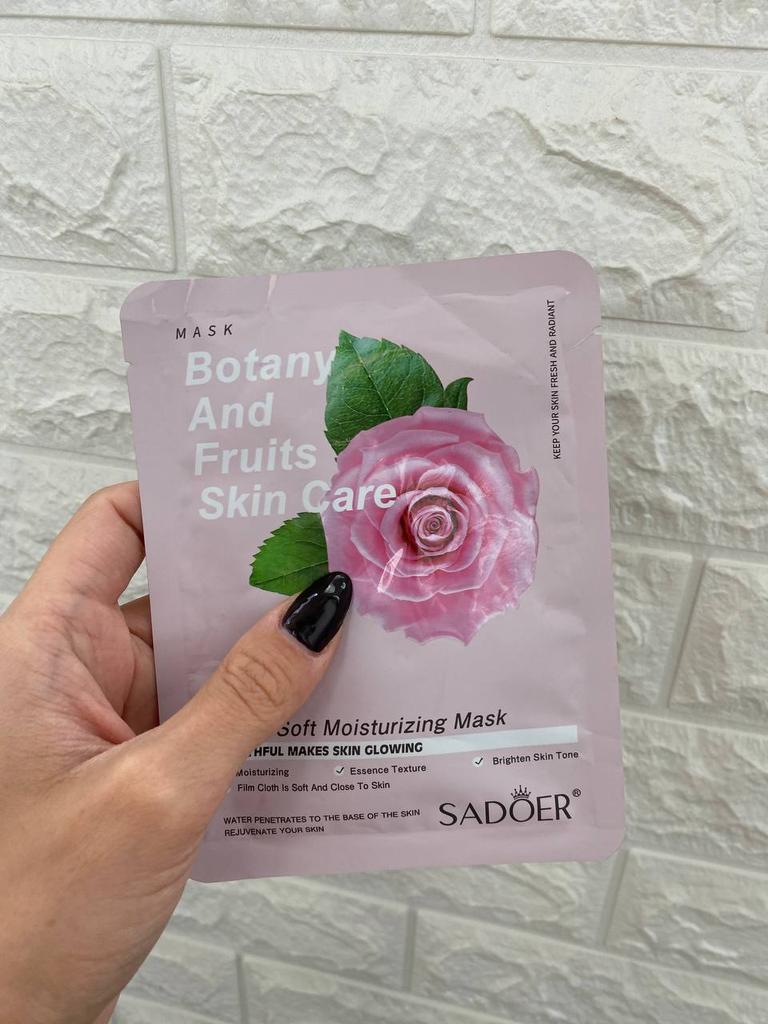 MASK
Botany
And
Fruits
Skin Care
KEEP YOUR SKIN FRESH AND RADIANT
Soft Moisturizing Mask
MAKES SKIN GLOWING
Moisturizing
Essence Texture
Brighten Skin Tone
Film Cloth Is Soft And Close To Skin
WATER PENETRATES TO THE BASE OF THE SKIN
REJUVENATE YOUR SKIN
SADOER®